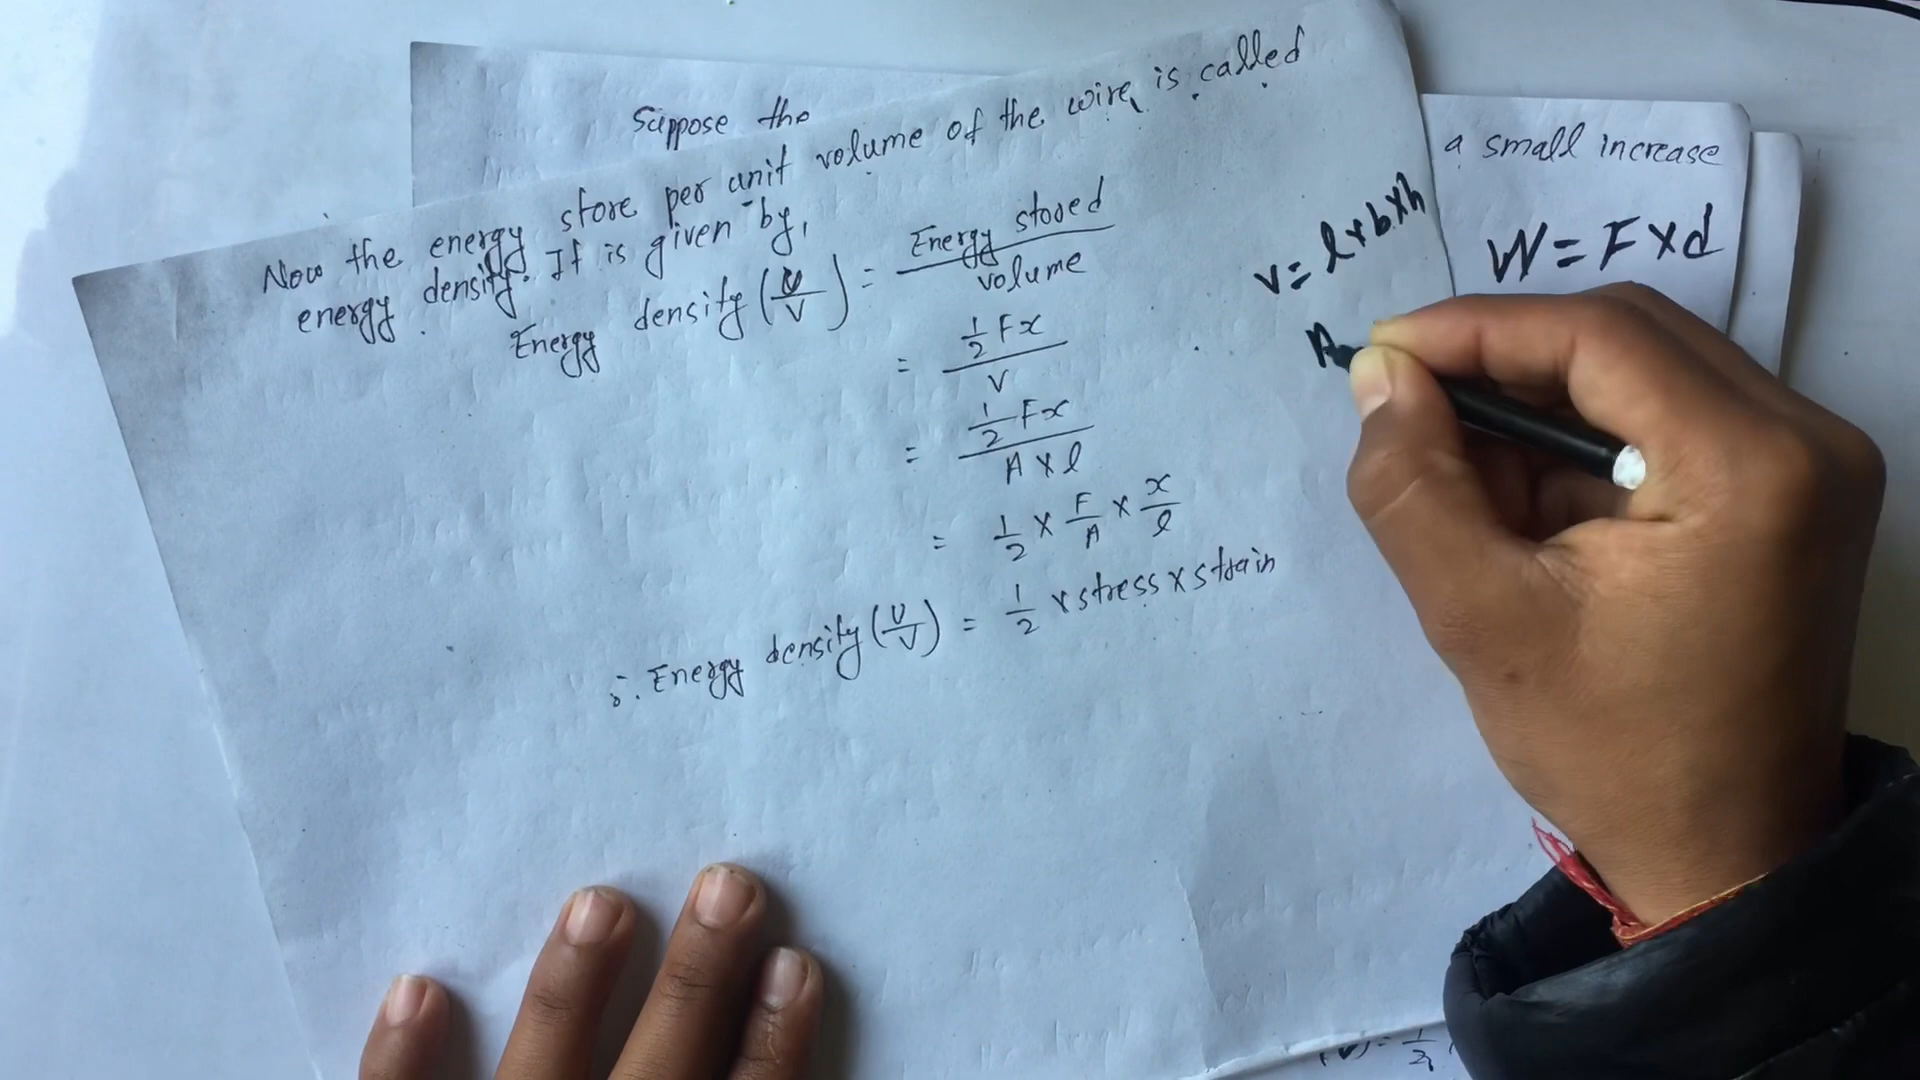 Suppose the
a small increase
W = F x d
Now the energy store per unit volume of the wire is called
energy density. It is given by,
Energy density (U/V) = Energy stored / volume
= 1/2 Fx / V
= 1/2 Fx / A x l
= 1/2 x F/A x x/l
∴ Energy density (U/V) = 1/2 x stress x strain
V = l x b x h
A